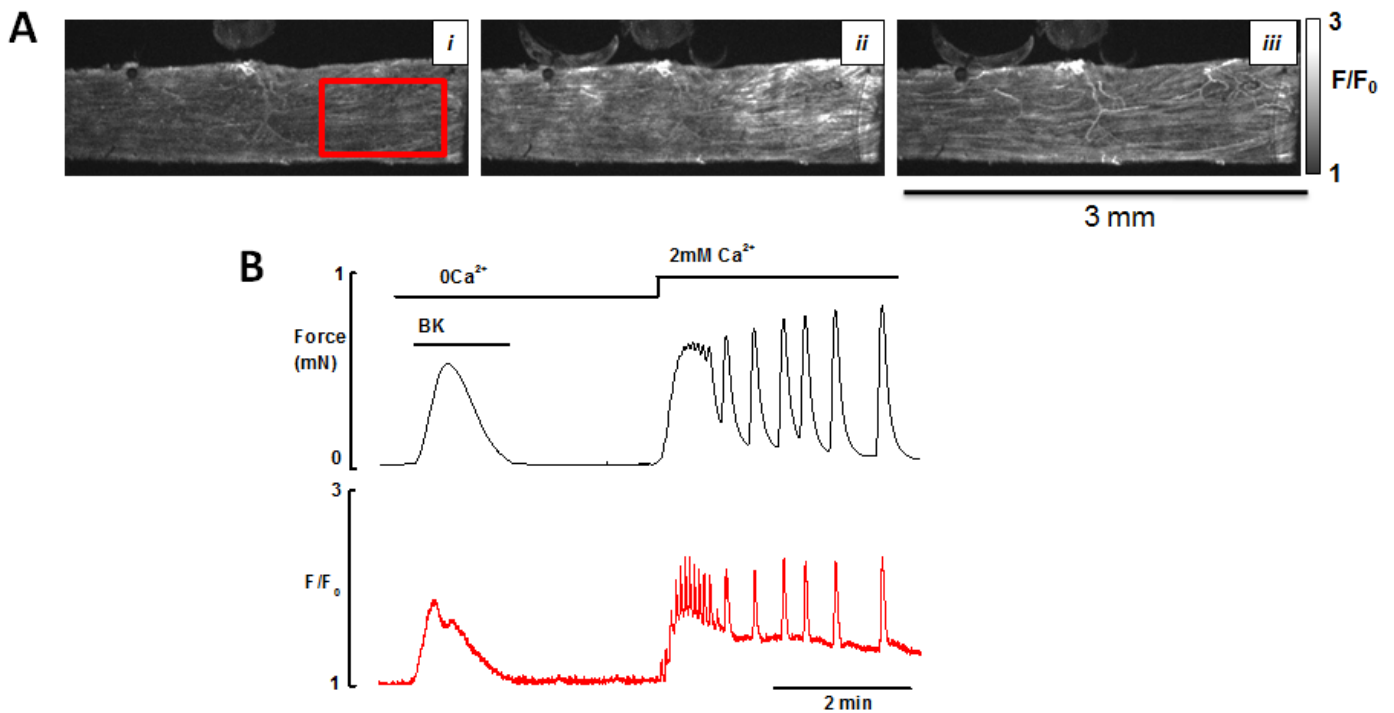 A
i
ii
iii
3
F/F₀
1
3 mm
B
0Ca²⁺
2mM Ca²⁺
1
BK
Force
(mN)
0
3
F/F₀
1
2 min